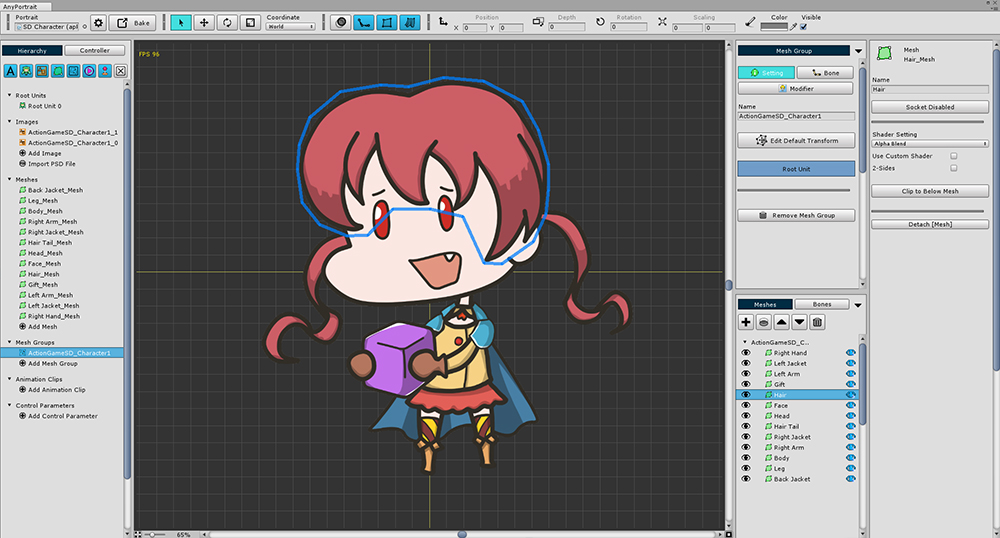 AnyPortrait
Portrait
SD Character (apl
Bake
Coordinate
World
Position
X 0 Y 0
Depth
0
Rotation
0
Scaling
0 0
Color
Visible
Hierarchy
Controller
Root Units
Root Unit 0
Images
ActionGameSD_Character1_1
ActionGameSD_Character1_0
Add Image
Import PSD File
Meshes
Back Jacket_Mesh
Leg_Mesh
Body_Mesh
Right Arm_Mesh
Right Jacket_Mesh
Hair Tail_Mesh
Head_Mesh
Face_Mesh
Hair_Mesh
Gift_Mesh
Left Arm_Mesh
Left Jacket_Mesh
Right Hand_Mesh
Add Mesh
Mesh Groups
ActionGameSD_Character1
Add Mesh Group
Animation Clips
Add Animation Clip
Control Parameters
Add Control Parameter
FPS 96
65%
Mesh Group
Setting
Bone
Modifier
Name
ActionGameSD_Character1
Edit Default Transform
Root Unit
Remove Mesh Group
Meshes
Bones
ActionGameSD_C...
Right Hand
Left Jacket
Left Arm
Gift
Hair
Face
Head
Hair Tail
Right Jacket
Right Arm
Body
Leg
Back Jacket
Mesh
Hair_Mesh
Name
Hair
Socket Disabled
Shader Setting
Alpha Blend
Use Custom Shader
2-Sides
Clip to Below Mesh
Detach [Mesh]